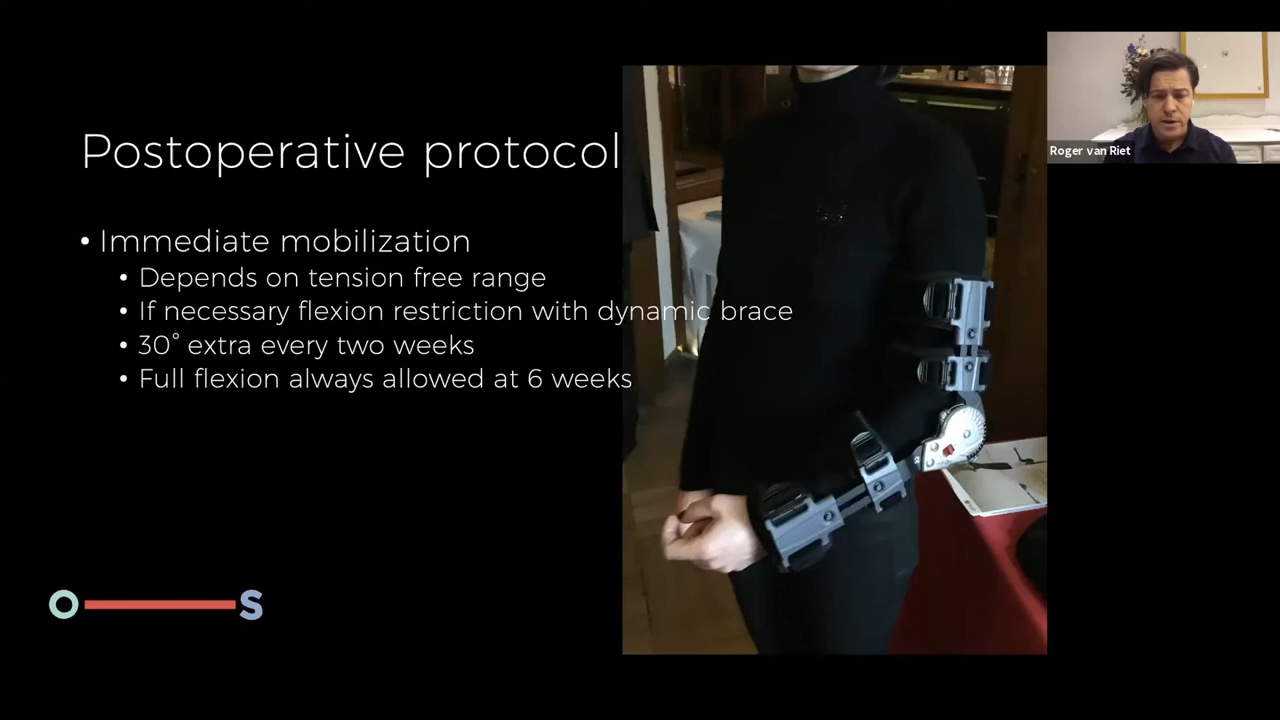 Postoperative protocol
• Immediate mobilization
• Depends on tension free range
• If necessary flexion restriction with dynamic brace
• 30° extra every two weeks
• Full flexion always allowed at 6 weeks
Roger van Riet
O S